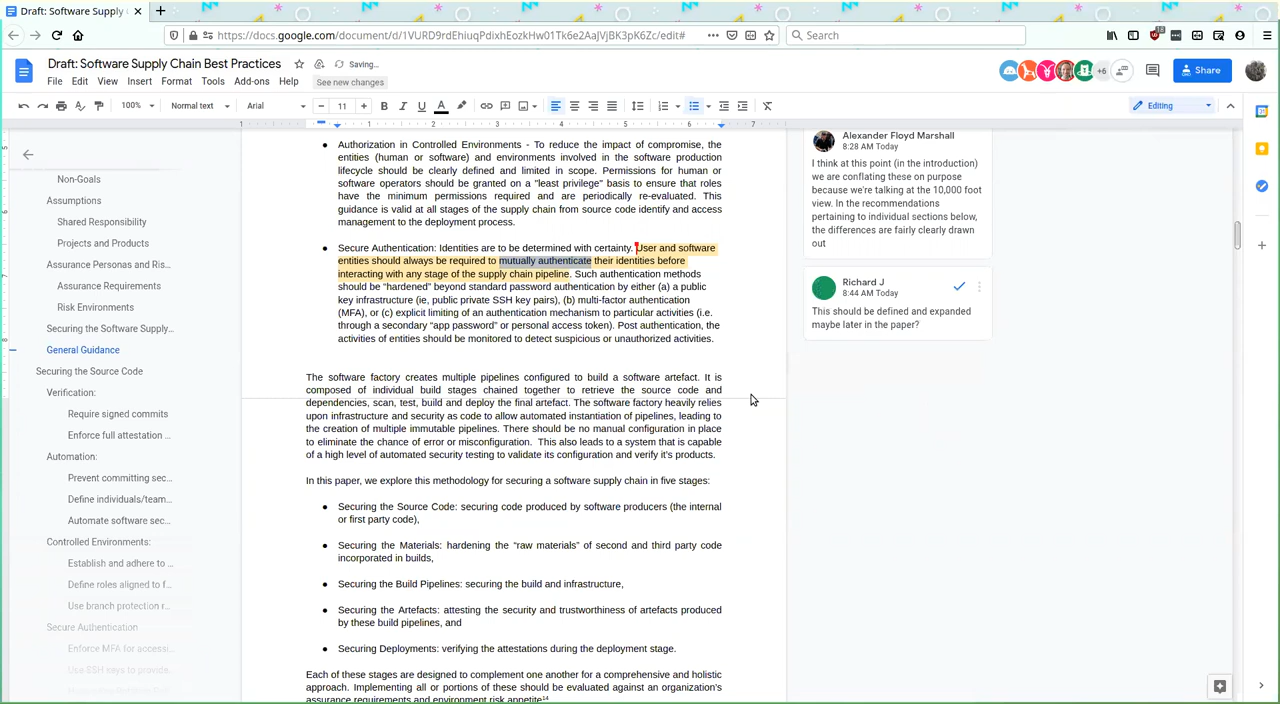 Draft: Software Supply C
https://docs.google.com/document/d/1VURD9rdEhiuqPdixhEozkHw01Tk6e2AaJVjBK3pK6Zc/edit#
Search
Draft: Software Supply Chain Best Practices
Saving...
File Edit View Insert Format Tools Add-ons Help
See new changes
+6
Share
100%
Normal text
Arial
11
Editing
1 1 2 3 4 5 6 7
Non-Goals
Assumptions
Shared Responsibility
Projects and Products
Assurance Personas and Ris...
Assurance Requirements
Risk Environments
Securing the Software Supply...
General Guidance
Securing the Source Code
Verification:
Require signed commits
Enforce full attestation ...
Automation:
Prevent committing sec...
Define individuals/team...
Automate software sec...
Controlled Environments:
Establish and adhere to ...
Define roles aligned to f...
Use branch protection r...
Secure Authentication
Enforce MFA for accessi...
Use SSH keys to provide...
● Authorization in Controlled Environments - To reduce the impact of compromise, the
entities (human or software) and environments involved in the software production
lifecycle should be clearly defined and limited in scope. Permissions for human or
software operators should be granted on a "least privilege" basis to ensure that roles
have the minimum permissions required and are periodically re-evaluated. This
guidance is valid at all stages of the supply chain from source code identify and access
management to the deployment process.
● Secure Authentication: Identities are to be determined with certainty. User and software
entities should always be required to mutually authenticate their identities before
interacting with any stage of the supply chain pipeline. Such authentication methods
should be “hardened” beyond standard password authentication by either (a) a public
key infrastructure (ie, public private SSH key pairs), (b) multi-factor authentication
(MFA), or (c) explicit limiting of an authentication mechanism to particular activities (i.e.
through a secondary “app password” or personal access token). Post authentication, the
activities of entities should be monitored to detect suspicious or unauthorized activities.
The software factory creates multiple pipelines configured to build a software artefact. It is
composed of individual build stages chained together to retrieve the source code and
dependencies, scan, test, build and deploy the final artefact. The software factory heavily relies
upon infrastructure and security as code to allow automated instantiation of pipelines, leading to
the creation of multiple immutable pipelines. There should be no manual configuration in place
to eliminate the chance of error or misconfiguration. This also leads to a system that is capable
of a high level of automated security testing to validate its configuration and verify it’s products.
In this paper, we explore this methodology for securing a software supply chain in five stages:
● Securing the Source Code: securing code produced by software producers (the internal
or first party code),
● Securing the Materials: hardening the “raw materials” of second and third party code
incorporated in builds,
● Securing the Build Pipelines: securing the build and infrastructure,
● Securing the Artefacts: attesting the security and trustworthiness of artefacts produced
by these build pipelines, and
● Securing Deployments: verifying the attestations during the deployment stage.
Each of these stages are designed to complement one another for a comprehensive and holistic
approach. Implementing all or portions of these should be evaluated against an organization’s
assurance requirements and environment risk appetite¹⁴
Alexander Floyd Marshall
8:28 AM Today
I think at this point (in the introduction)
we are conflating these on purpose
because we're talking at the 10,000 foot
view. In the recommendations
pertaining to individual sections below,
the differences are fairly clearly drawn
out
Richard J
8:44 AM Today
This should be defined and expanded
maybe later in the paper?